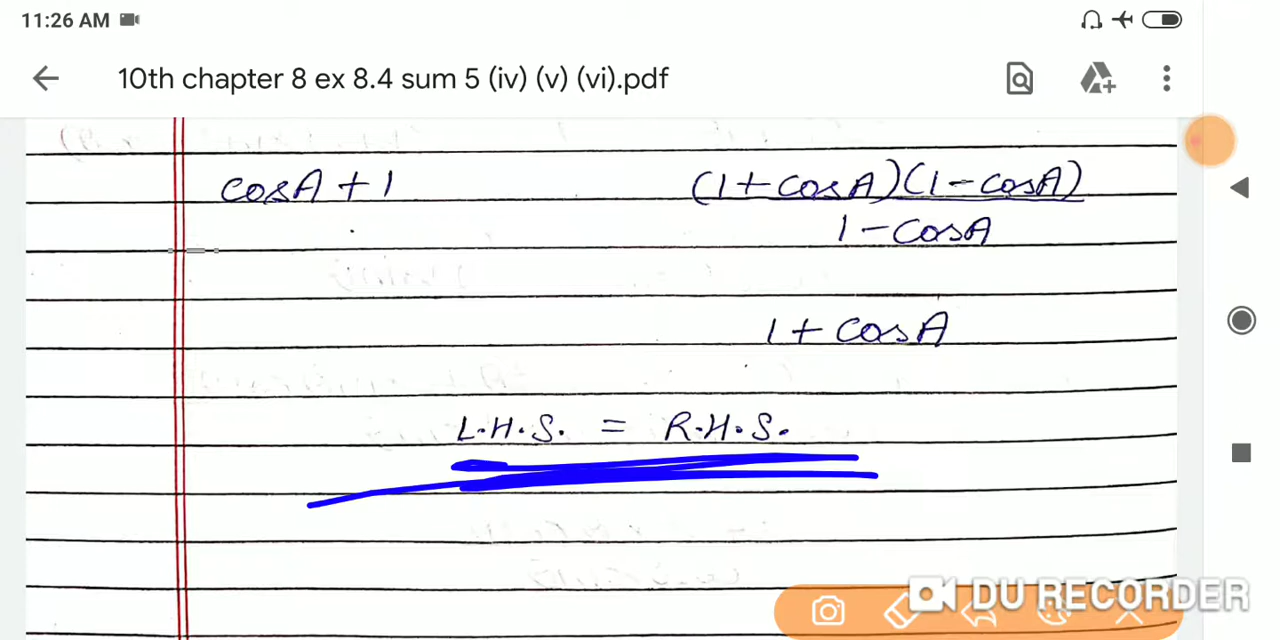 11:26 AM
10th chapter 8 ex 8.4 sum 5 (iv) (v) (vi).pdf
cosA + 1
(1+cosA)(1-cosA)
1-cosA
1+cosA
L.H.S. = R.H.S.
DU RECORDER